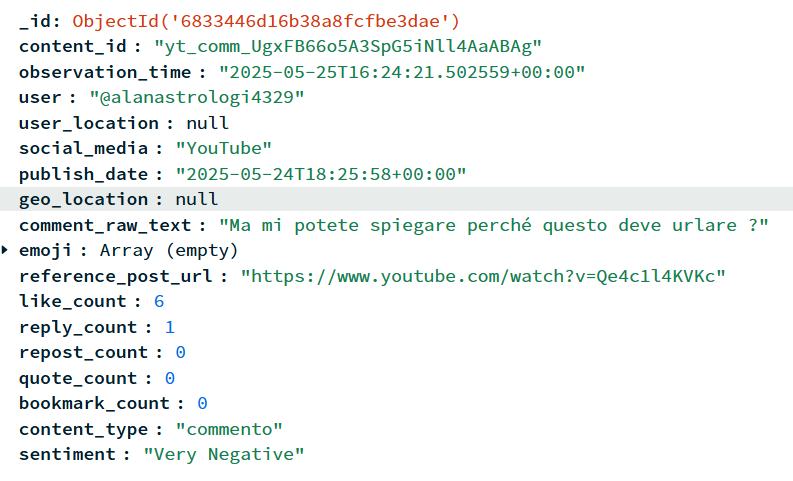 _id: ObjectId('6833446d16b38a8fcfbe3dae')
content_id : "yt_comm_UgxFB66o5A3SpG5iNll4AaABAg"
observation_time : "2025-05-25T16:24:21.502559+00:00"
user : "@alanastrologi4329"
user_location : null
social_media : "YouTube"
publish_date : "2025-05-24T18:25:58+00:00"
geo_location : null
comment_raw_text : "Ma mi potete spiegare perché questo deve urlare ?"
emoji : Array (empty)
reference_post_url : "https://www.youtube.com/watch?v=Qe4c1l4KVKc"
like_count : 6
reply_count : 1
repost_count : 0
quote_count : 0
bookmark_count : 0
content_type : "commento"
sentiment : "Very Negative"